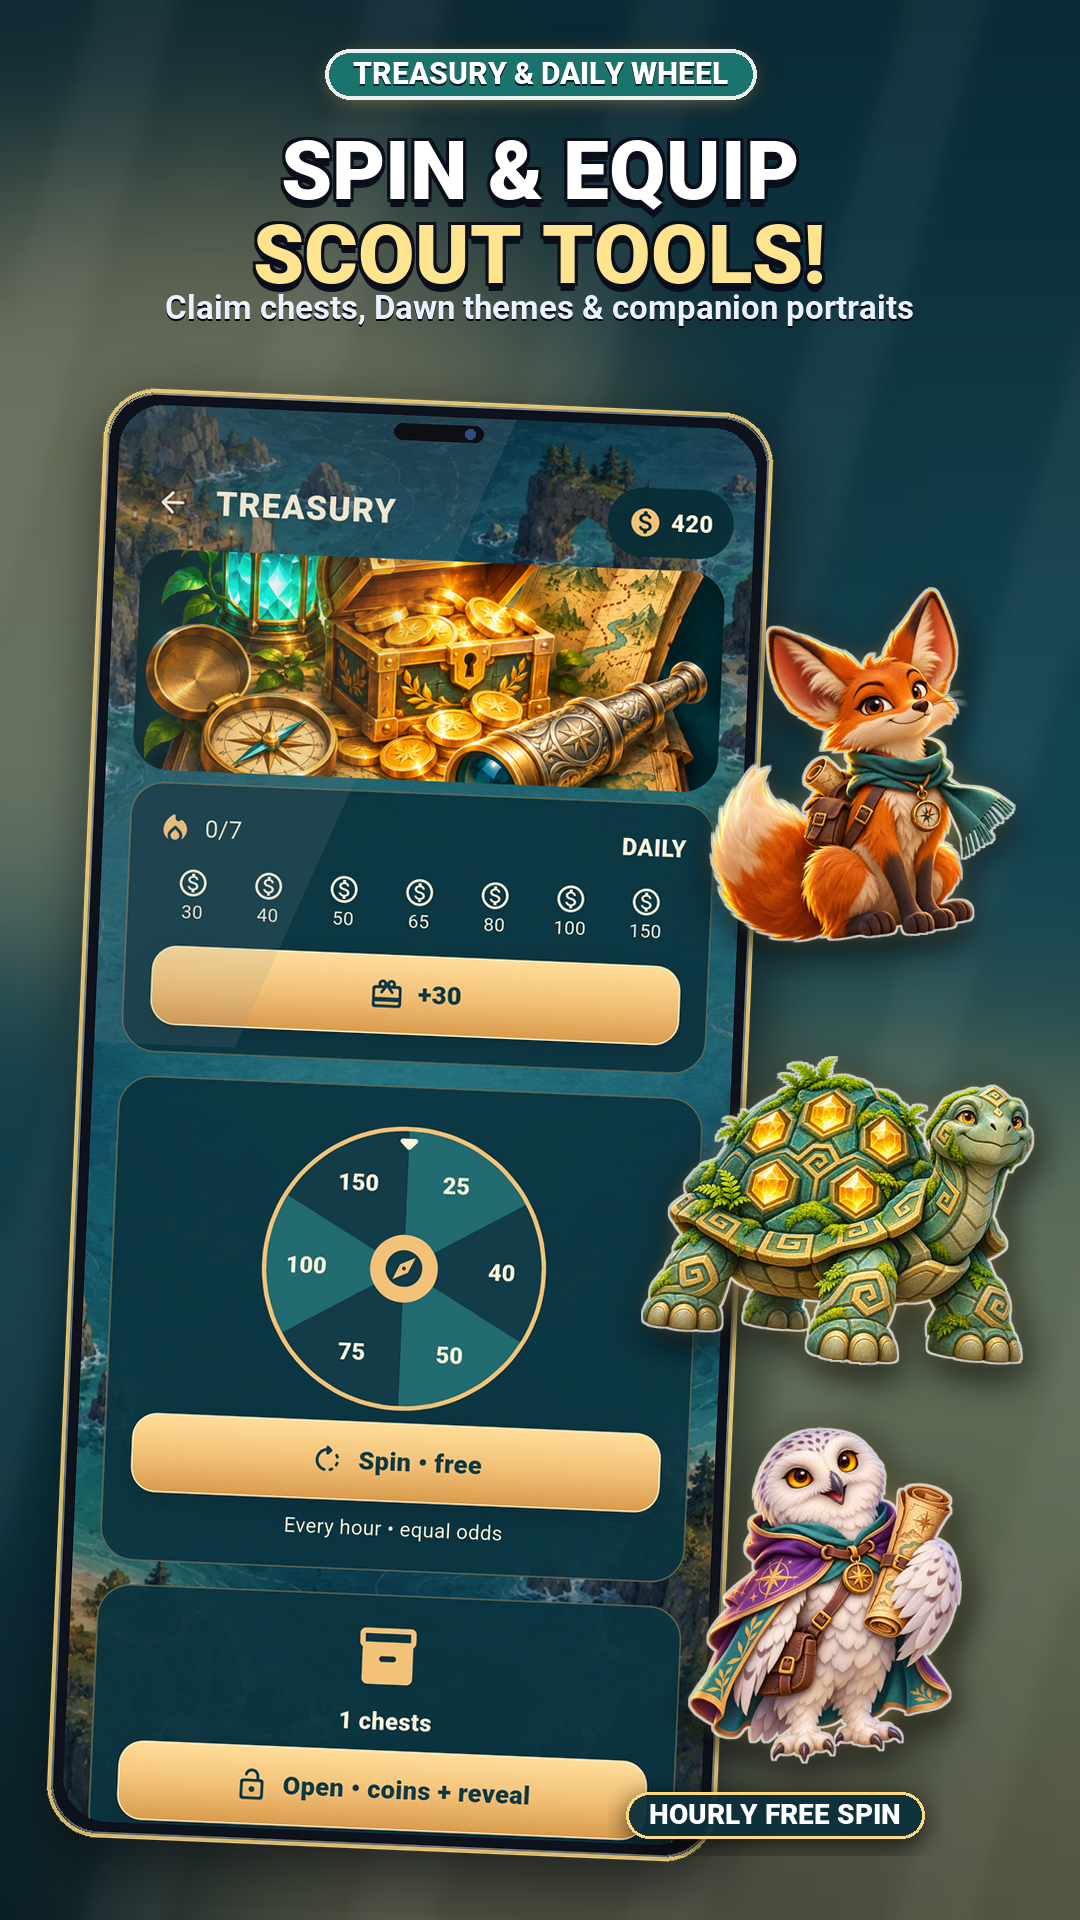 TREASURY & DAILY WHEEL
SPIN & EQUIP
SCOUT TOOLS!
Claim chests, Dawn themes & companion portraits
TREASURY
420
0/7
DAILY
30 40 50 65 80 100 150
+30
150 25
100 40
75 50
Spin • free
Every hour • equal odds
1 chests
Open • coins + reveal
HOURLY FREE SPIN